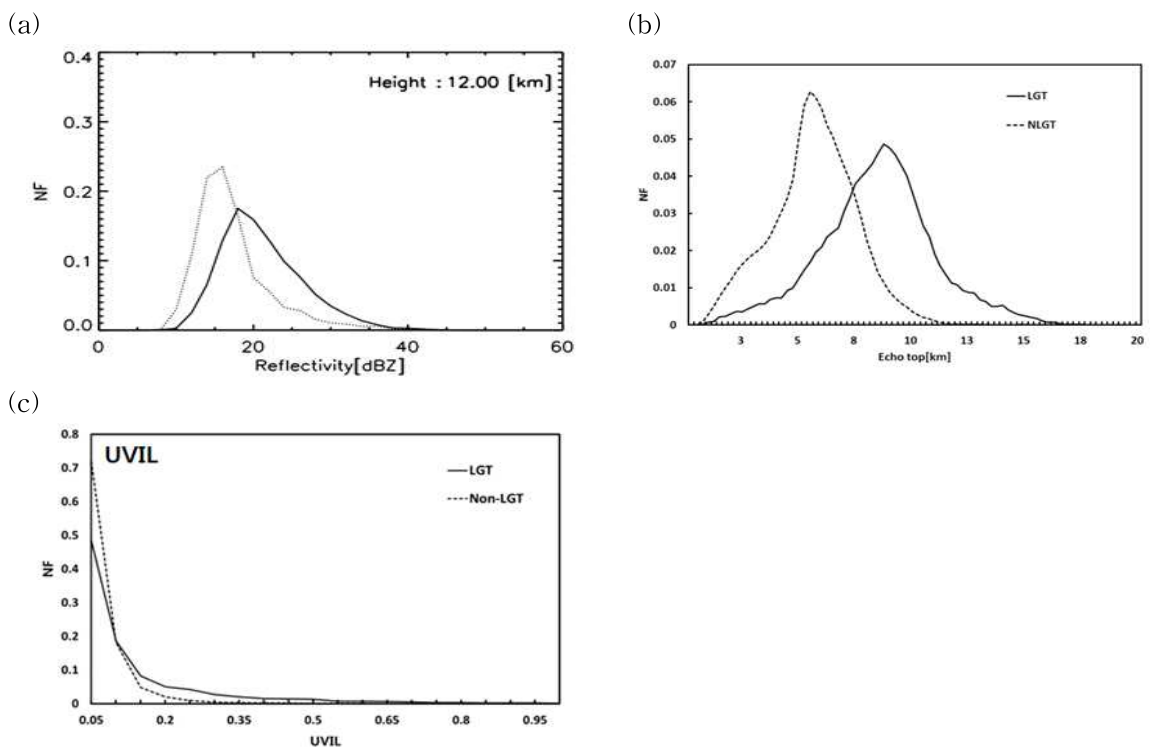 (a)
0.4
0.3
0.2
0.1
0.0
NF
Height : 12.00 [km]
0 20 40 60
Reflectivity[dBZ]
(b)
0.07
0.06
0.05
0.04
0.03
0.02
0.01
0
NF
LGT
NLGT
3 5 8 10 13 15 18 20
Echo top[km]
(c)
0.8
0.7
0.6
0.5
0.4
0.3
0.2
0.1
0
NF
UVIL
LGT
Non-LGT
0.05 0.2 0.35 0.5 0.65 0.8 0.95
UVIL